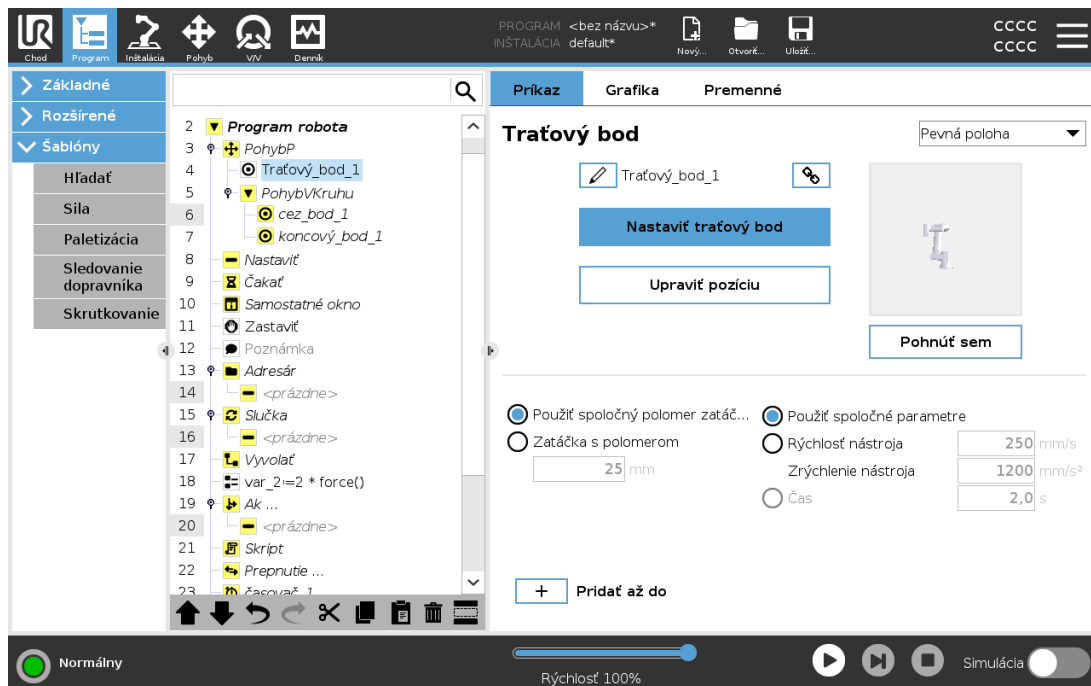 PROGRAM <bez názvu>*
INŠTALÁCIA default*
CCCC
CCCC
Chod Program Inštalácia Pohyb V/V Denník Nový... Otvoriť... Uložiť...
Základné
Rozšírené
Šablóny
Hľadať
Sila
Paletizácia
Sledovanie
dopravníka
Skrutkovanie
2 Program robota
3 PohybP
4 Traťový_bod_1
5 PohybVKruhu
6 cez_bod_1
7 koncový_bod_1
8 Nastaviť
9 Čakať
10 Samostatné okno
11 Zastaviť
12 Poznámka
13 Adresár
14 <prázdne>
15 Slučka
16 <prázdne>
17 Vyvolať
18 var_2:=2 * force()
19 Ak ...
20 <prázdne>
21 Skript
22 Prepnutie ...
23 časovač_1
Príkaz Grafika Premenné
Traťový bod
Pevná poloha
Traťový_bod_1
Nastaviť traťový bod
Upraviť pozíciu
Pohnúť sem
Použiť spoločný polomer zatáč...
Zatáčka s polomerom
25 mm
Použiť spoločné parametre
Rýchlosť nástroja 250 mm/s
Zrýchlenie nástroja 1200 mm/s²
Čas 2,0 s
+ Pridať až do
Normálny
Rýchlosť 100%
Simulácia